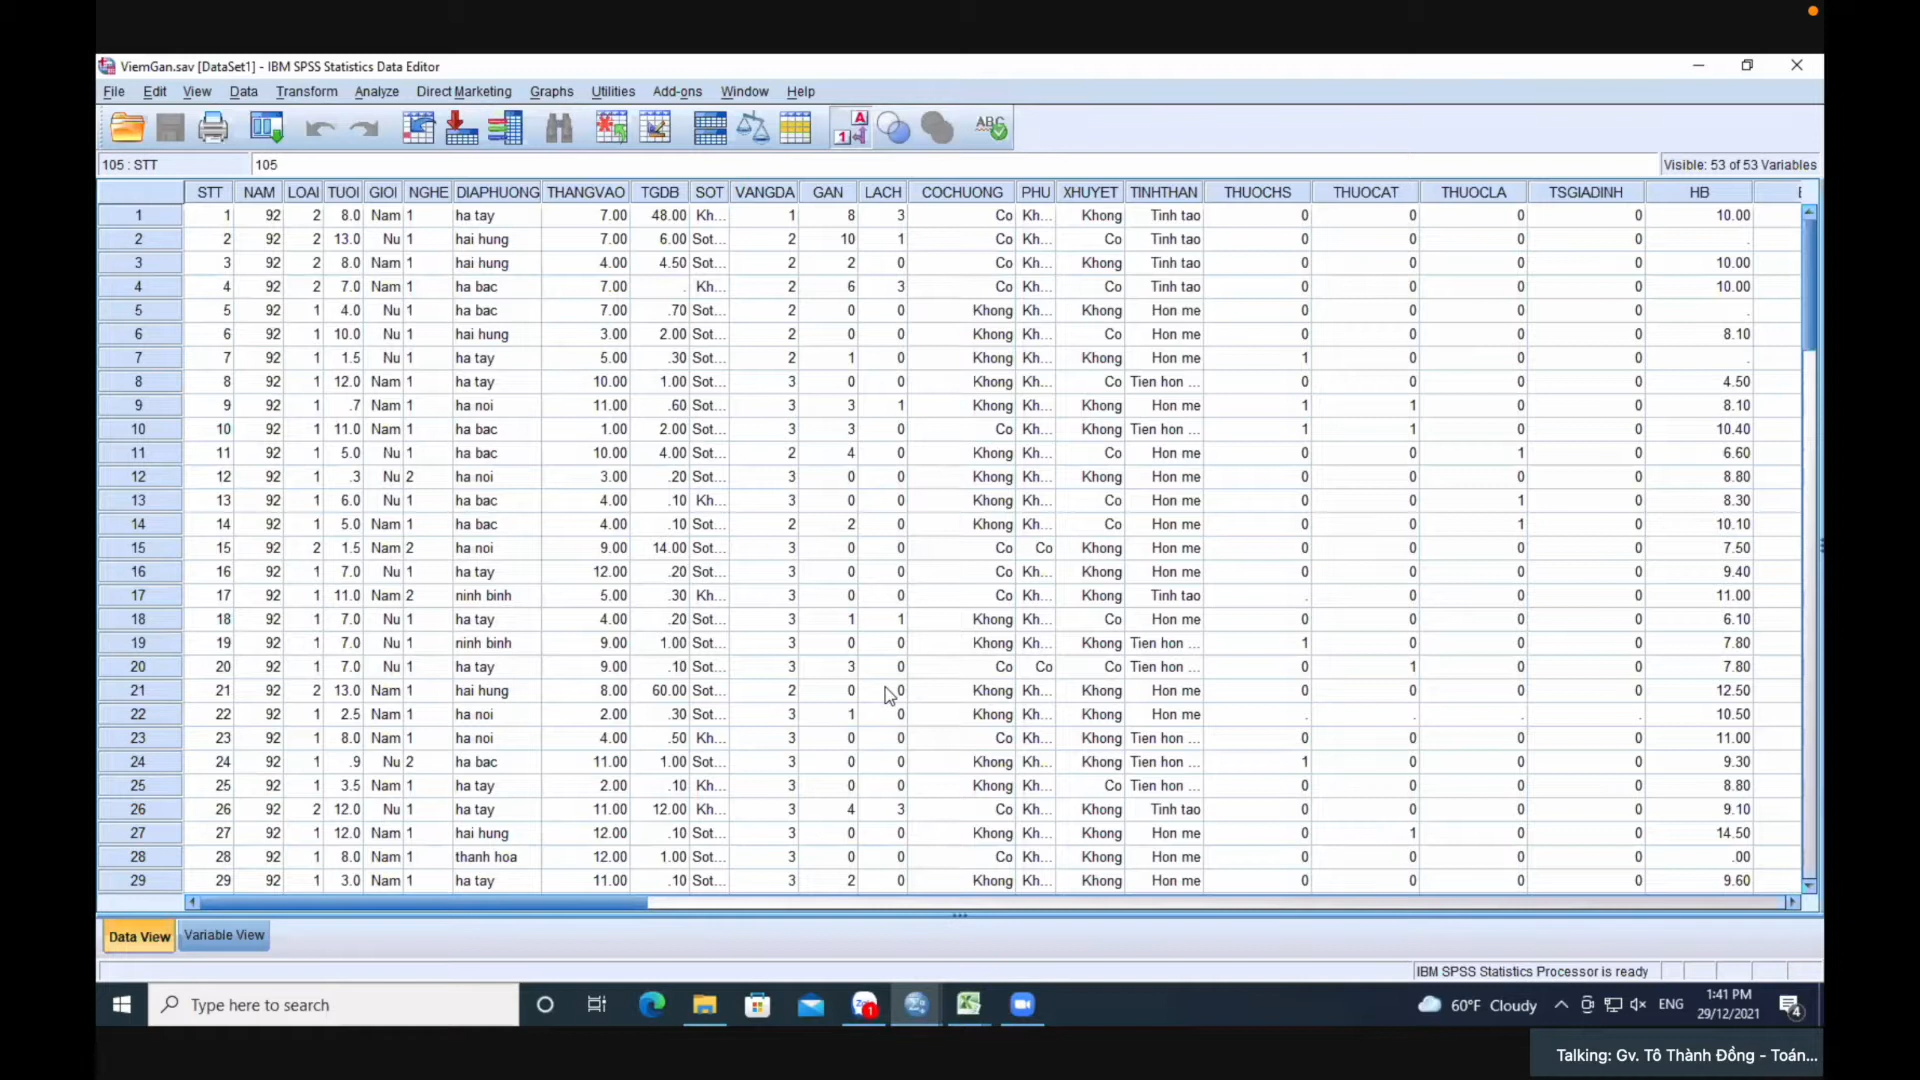 ViemGan.sav [DataSet1] - IBM SPSS Statistics Data Editor
File Edit View Data Transform Analyze Direct Marketing Graphs Utilities Add-ons Window Help
105 : STT 105 Visible: 53 of 53 Variables
STT NAM LOAI TUOI GIOI NGHE DIAPHUONG THANGVAO TGDB SOT VANGDA GAN LACH COCHUONG PHU XHUYET TINHTHAN THUOCHS THUOCAT THUOCLA TSGIADINH HB
1 1 92 2 8.0 Nam 1 ha tay 7.00 48.00 Kh... 1 8 3 Co Kh... Khong Tinh tao 0 0 0 0 10.00
2 2 92 2 13.0 Nu 1 hai hung 7.00 6.00 Sot... 2 10 1 Co Kh... Co Tinh tao 0 0 0 0 .
3 3 92 2 8.0 Nam 1 hai hung 4.00 4.50 Sot... 2 2 0 Co Kh... Khong Tinh tao 0 0 0 0 10.00
4 4 92 2 7.0 Nam 1 ha bac 7.00 . Kh... 2 6 3 Co Kh... Co Tinh tao 0 0 0 0 10.00
5 5 92 1 4.0 Nu 1 ha bac 7.00 .70 Sot... 2 0 0 Khong Kh... Khong Hon me 0 0 0 0 .
6 6 92 1 10.0 Nu 1 hai hung 3.00 2.00 Sot... 2 0 0 Khong Kh... Co Hon me 0 0 0 0 8.10
7 7 92 1 1.5 Nu 1 ha tay 5.00 .30 Sot... 2 1 0 Khong Kh... Khong Hon me 1 0 0 0 .
8 8 92 1 12.0 Nam 1 ha tay 10.00 1.00 Sot... 3 0 0 Khong Kh... Co Tien hon ... 0 0 0 0 4.50
9 9 92 1 .7 Nam 1 ha noi 11.00 .60 Sot... 3 3 1 Khong Kh... Khong Hon me 1 1 0 0 8.10
10 10 92 1 11.0 Nam 1 ha bac 1.00 2.00 Sot... 3 3 0 Co Kh... Khong Tien hon ... 1 1 0 0 10.40
11 11 92 1 5.0 Nu 1 ha bac 10.00 4.00 Sot... 2 4 0 Khong Kh... Co Hon me 0 0 1 0 6.60
12 12 92 1 .3 Nu 2 ha noi 3.00 .20 Sot... 3 0 0 Khong Kh... Khong Hon me 0 0 0 0 8.80
13 13 92 1 6.0 Nu 1 ha bac 4.00 .10 Kh... 3 0 0 Khong Kh... Co Hon me 0 0 1 0 8.30
14 14 92 1 5.0 Nam 1 ha bac 4.00 .10 Sot... 2 2 0 Khong Kh... Co Hon me 0 0 1 0 10.10
15 15 92 2 1.5 Nam 2 ha noi 9.00 14.00 Sot... 3 0 0 Co Co Khong Hon me 0 0 0 0 7.50
16 16 92 1 7.0 Nu 1 ha tay 12.00 .20 Sot... 3 0 0 Co Kh... Khong Hon me 0 0 0 0 9.40
17 17 92 1 11.0 Nam 2 ninh binh 5.00 .30 Kh... 3 0 0 Co Kh... Khong Tinh tao . 0 0 0 11.00
18 18 92 1 7.0 Nu 1 ha tay 4.00 .20 Sot... 3 1 1 Khong Kh... Co Hon me 0 0 0 0 6.10
19 19 92 1 7.0 Nu 1 ninh binh 9.00 1.00 Sot... 3 0 0 Khong Kh... Khong Tien hon ... 1 0 0 0 7.80
20 20 92 1 7.0 Nu 1 ha tay 9.00 .10 Sot... 3 3 0 Co Co Co Tien hon ... 0 1 0 0 7.80
21 21 92 2 13.0 Nam 1 hai hung 8.00 60.00 Sot... 2 0 0 Khong Kh... Khong Hon me 0 0 0 0 12.50
22 22 92 1 2.5 Nam 1 ha noi 2.00 .30 Sot... 3 1 0 Khong Kh... Khong Hon me . . . . 10.50
23 23 92 1 8.0 Nam 1 ha noi 4.00 .50 Kh... 3 0 0 Co Kh... Khong Tien hon ... 0 0 0 0 11.00
24 24 92 1 .9 Nu 2 ha bac 11.00 1.00 Sot... 3 0 0 Khong Kh... Khong Tien hon ... 1 0 0 0 9.30
25 25 92 1 3.5 Nam 1 ha tay 2.00 .10 Kh... 3 0 0 Khong Kh... Co Tien hon ... 0 0 0 0 8.80
26 26 92 2 12.0 Nu 1 ha tay 11.00 12.00 Kh... 3 4 3 Co Kh... Khong Tinh tao 0 0 0 0 9.10
27 27 92 1 12.0 Nam 1 hai hung 12.00 .10 Sot... 3 0 0 Khong Kh... Khong Hon me 0 1 0 0 14.50
28 28 92 1 8.0 Nam 1 thanh hoa 12.00 1.00 Sot... 3 0 0 Co Kh... Khong Hon me 0 0 0 0 .00
29 29 92 1 3.0 Nam 1 ha tay 11.00 .10 Sot... 3 2 0 Khong Kh... Khong Hon me 0 0 0 0 9.60
Data View Variable View
IBM SPSS Statistics Processor is ready
Type here to search
60°F Cloudy ENG 1:41 PM
29/12/2021
Talking: Gv. Tô Thành Đồng - Toán...